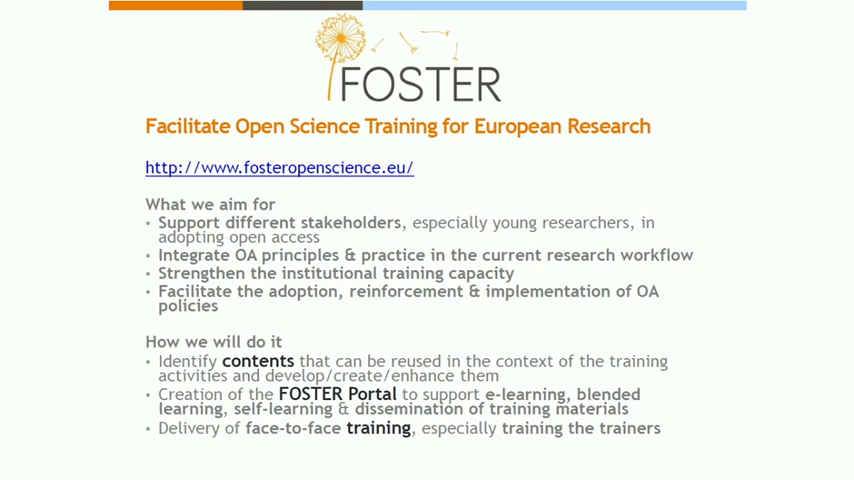 FOSTER
Facilitate Open Science Training for European Research
http://www.fosteropenscience.eu/
What we aim for
• Support different stakeholders, especially young researchers, in
adopting open access
• Integrate OA principles & practice in the current research workflow
• Strengthen the institutional training capacity
• Facilitate the adoption, reinforcement & implementation of OA
policies
How we will do it
• Identify contents that can be reused in the context of the training
activities and develop/create/enhance them
• Creation of the FOSTER Portal to support e-learning, blended
learning, self-learning & dissemination of training materials
• Delivery of face-to-face training, especially training the trainers